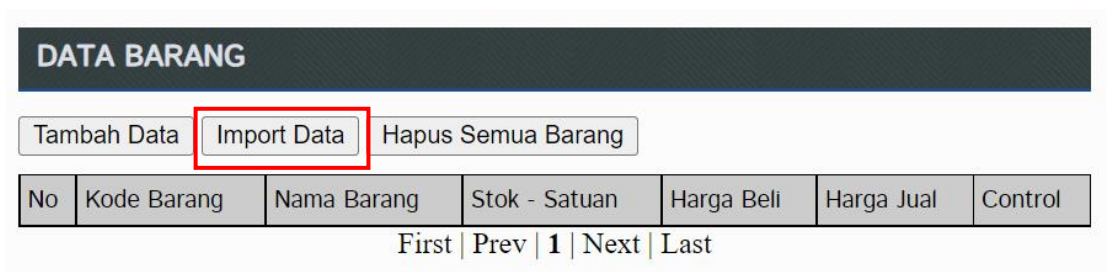 DATA BARANG
Tambah Data Import Data Hapus Semua Barang
No Kode Barang Nama Barang Stok - Satuan Harga Beli Harga Jual Control
First | Prev | 1 | Next | Last